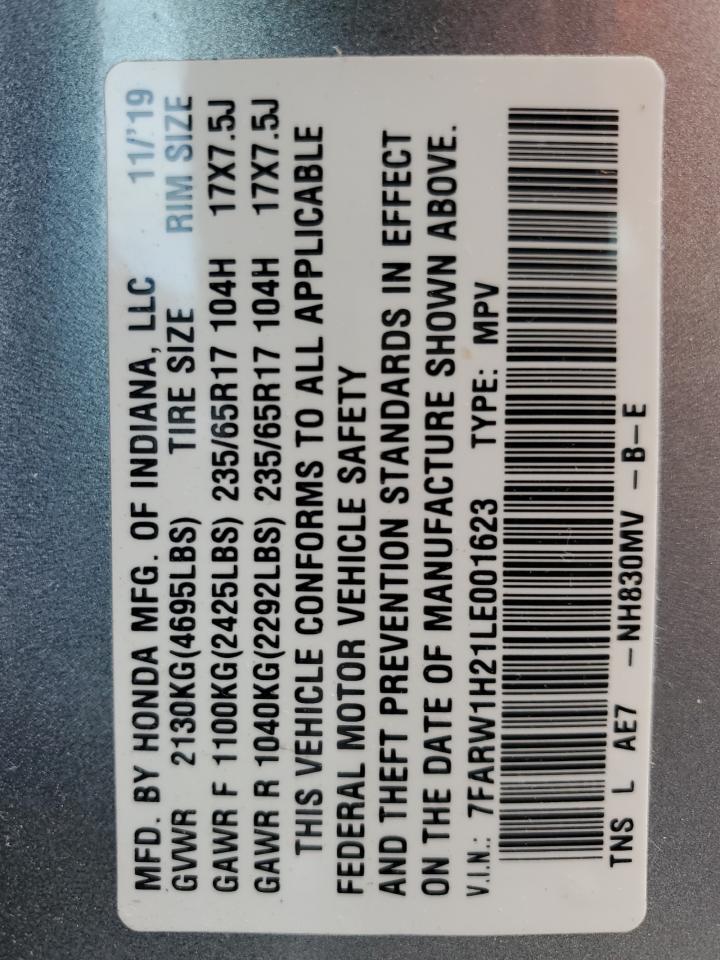 MFD. BY HONDA MFG. OF INDIANA, LLC 11/'19
GVWR 2130KG(4695LBS) TIRE SIZE RIM SIZE
GAWR F 1100KG(2425LBS) 235/65R17 104H 17X7.5J
GAWR R 1040KG(2292LBS) 235/65R17 104H 17X7.5J
THIS VEHICLE CONFORMS TO ALL APPLICABLE
FEDERAL MOTOR VEHICLE SAFETY
AND THEFT PREVENTION STANDARDS IN EFFECT
ON THE DATE OF MANUFACTURE SHOWN ABOVE.
V.I.N.: 7FARW1H21LE001623 TYPE: MPV
TNS L AE7 -NH830MV -B-E